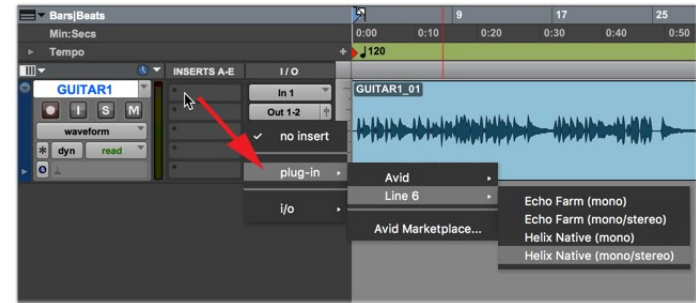 Bars|Beats 9 17 25
Min:Secs 0:00 0:10 0:20 0:30 0:40 0:50
Tempo + 120
INSERTS A-E I / O
GUITAR1 In 1 GUITAR1_01
I S M Out 1-2
waveform ✓ no insert
* dyn read
plug-in Avid
Line 6 Echo Farm (mono)
i/o Echo Farm (mono/stereo)
Avid Marketplace... Helix Native (mono)
Helix Native (mono/stereo)